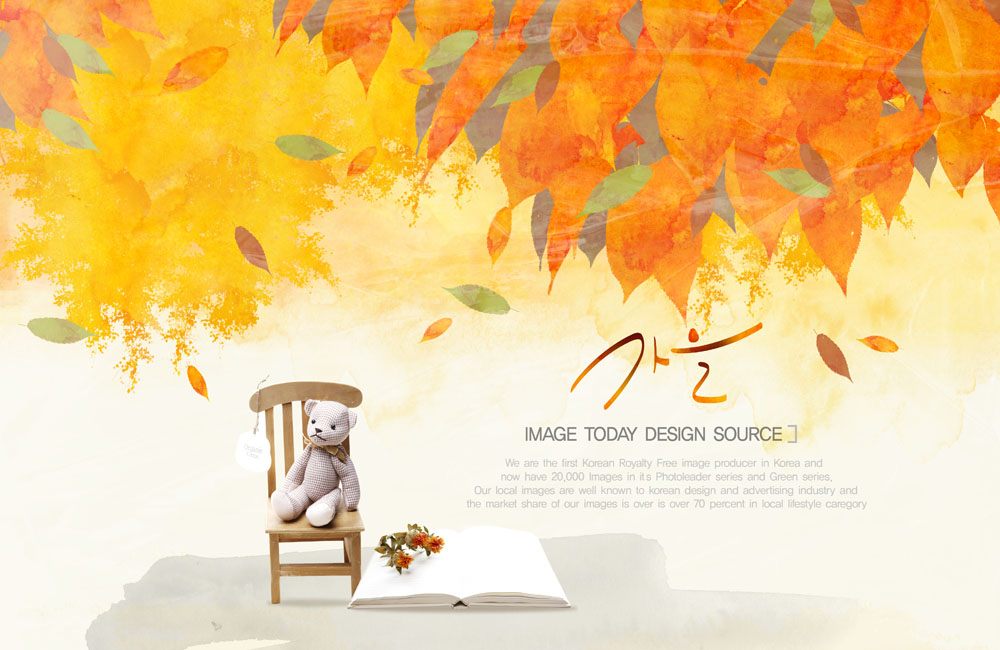 가을
IMAGE TODAY DESIGN SOURCE
We are the first Korean Royalty Free image producer in Korea and
now have 20,000 Images in it's Photoleader series and Green series,
Our local images are well known to korean design and advertising industry and
the market share of our images is over is over 70 percent in local lifestyle caregory